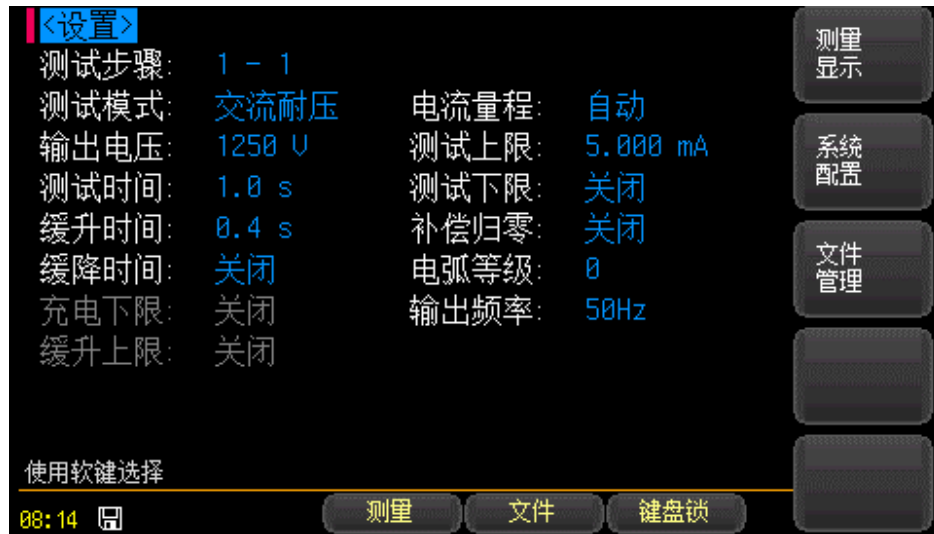 <设置>
测试步骤: 1 - 1
测试模式: 交流耐压 电流量程: 自动
输出电压: 1250 V 测试上限: 5.000 mA
测试时间: 1.0 s 测试下限: 关闭
缓升时间: 0.4 s 补偿归零: 关闭
缓降时间: 关闭 电弧等级: 0
充电下限: 关闭 输出频率: 50Hz
缓升上限: 关闭
测量
显示
系统
配置
文件
管理
使用软键选择
08:14 测量 文件 键盘锁